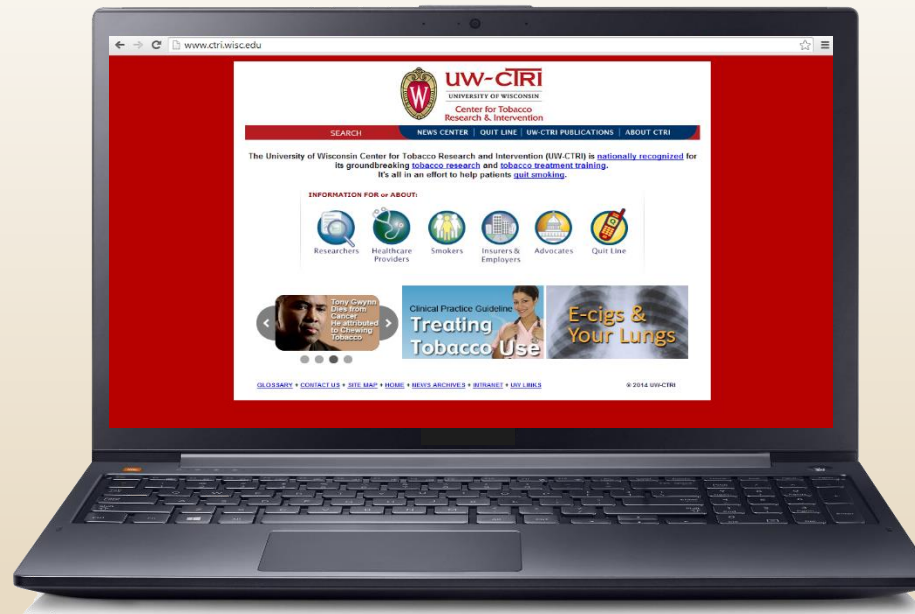 www.ctri.wisc.edu
W
UW-CTRI
UNIVERSITY OF WISCONSIN
Center for Tobacco
Research & Intervention
SEARCH NEWS CENTER | QUIT LINE | UW-CTRI PUBLICATIONS | ABOUT CTRI
The University of Wisconsin Center for Tobacco Research and Intervention (UW-CTRI) is nationally recognized for
its groundbreaking tobacco research and tobacco treatment training.
It's all in an effort to help patients quit smoking.
INFORMATION FOR or ABOUT:
Researchers Healthcare Smokers Insurers & Advocates Quit Line
Providers Employers
Tony Gwynn
Dies from
Cancer
He attributed
to Chewing
Tobacco
Clinical Practice Guideline
Treating
Tobacco Use
E-cigs &
Your Lungs
GLOSSARY • CONTACT US • SITE MAP • HOME • NEWS ARCHIVES • INTRANET • UW LINKS © 2014 UW-CTRI